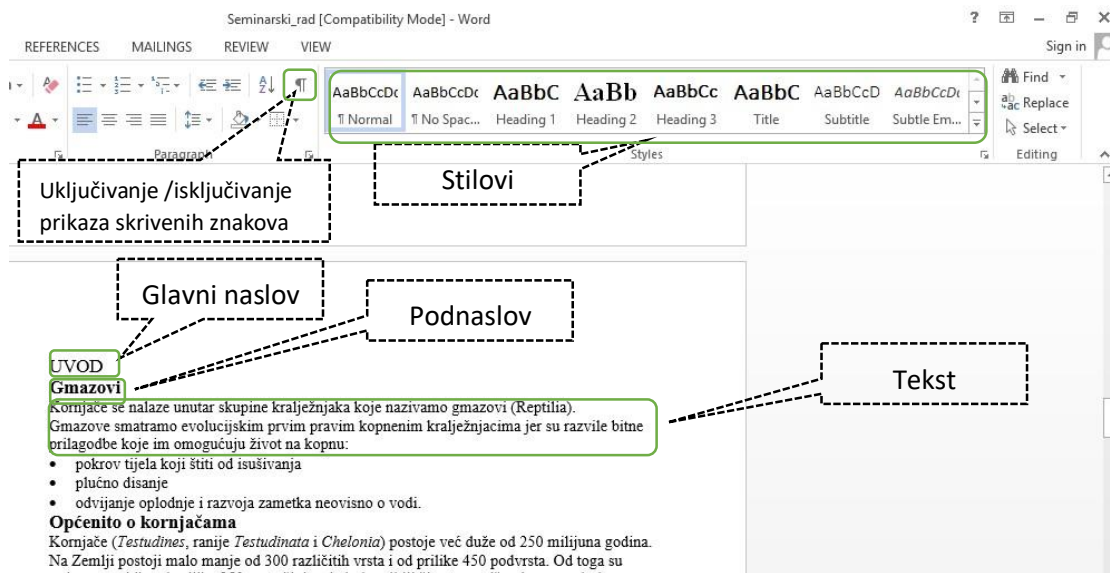 Seminarski_rad [Compatibility Mode] - Word
?
REFERENCES MAILINGS REVIEW VIEW
Sign in
AaBbCcDc AaBbCcDc AaBbC AaBb AaBbCc AaBbC AaBbCcD AaBbCcDc
¶ Normal ¶ No Spac... Heading 1 Heading 2 Heading 3 Title Subtitle Subtle Em...
Find
Replace
Select
Paragraph
Styles
Editing
Uključivanje /isključivanje
prikaza skrivenih znakova
Stilovi
Glavni naslov
Podnaslov
Tekst
UVOD
Gmazovi
Kornjače se nalaze unutar skupine kralježnjaka koje nazivamo gmazovi (Reptilia).
Gmazove smatramo evolucijskim prvim pravim kopnenim kralježnjacima jer su razvile bitne
prilagodbe koje im omogućuju život na kopnu:
• pokrov tijela koji štiti od isušivanja
• plućno disanje
• odvijanje oplodnje i razvoja zametka neovisno o vodi.
Općenito o kornjačama
Kornjače (Testudines, ranije Testudinata i Chelonia) postoje već duže od 250 milijuna godina.
Na Zemlji postoji malo manje od 300 različitih vrsta i od prilike 450 podvrsta. Od toga su